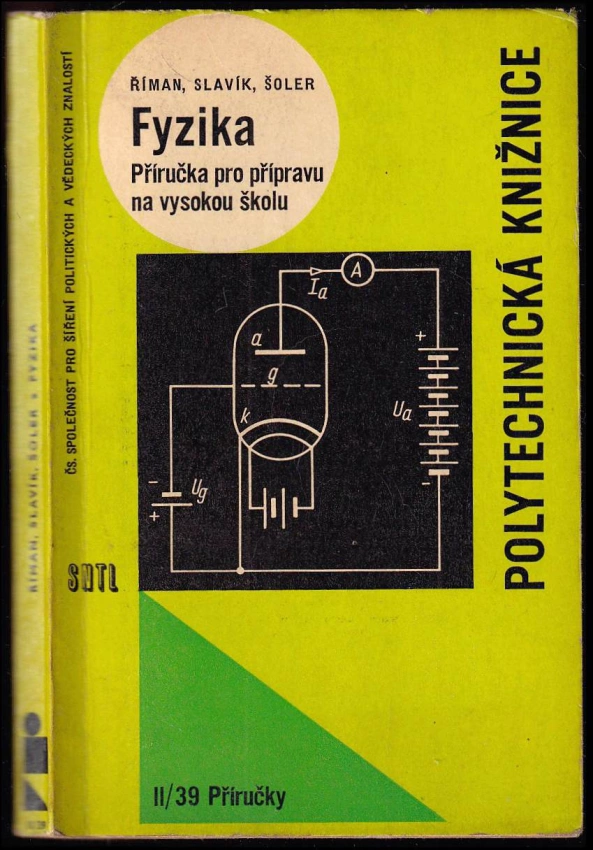 ŘÍMAN, SLAVÍK, ŠOLER
Fyzika
Příručka pro přípravu
na vysokou školu
POLYTECHNICKÁ KNIŽNICE
ČS. SPOLEČNOST PRO ŠÍŘENÍ POLITICKÝCH A VĚDECKÝCH ZNALOSTÍ
ŘÍMAN, SLAVÍK, ŠOLER • FYZIKA
A
Ia
a
g
k
+
Ua
-
-
Ug
+
SNTL
II/39 Příručky